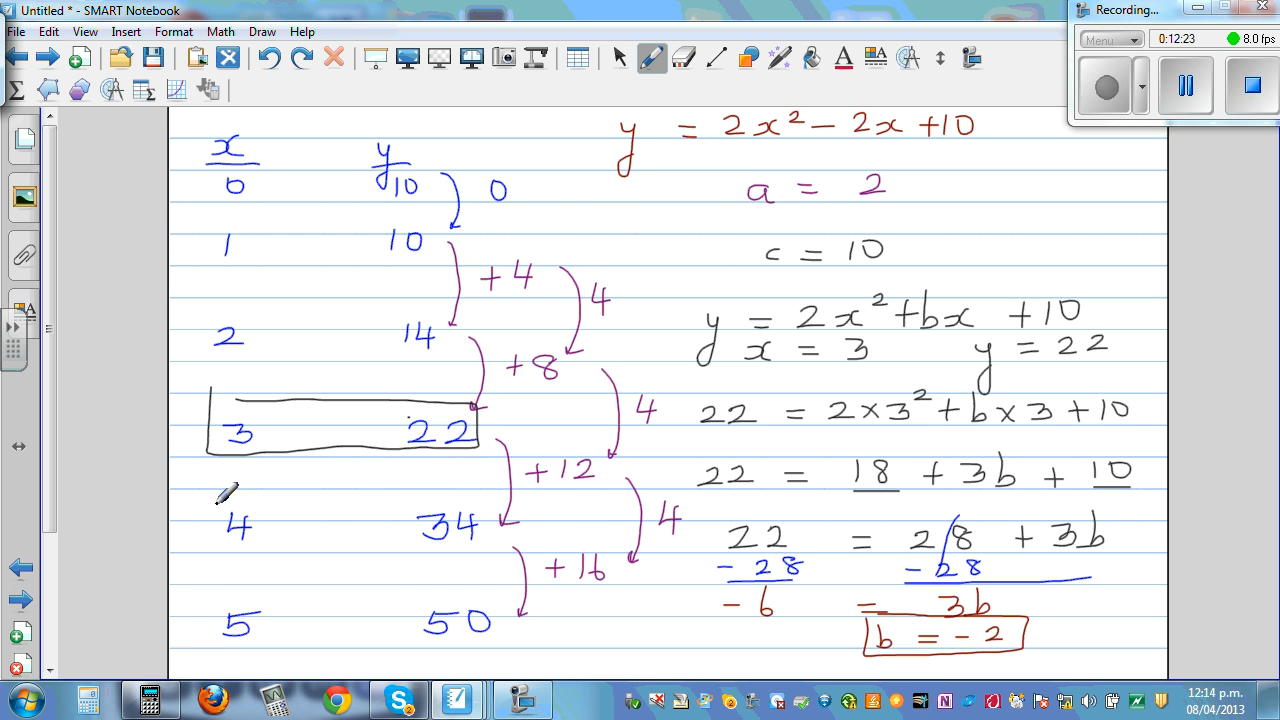 Untitled * - SMART Notebook
Recording...
File Edit View Insert Format Math Draw Help
Menu
0:12:23
8.0 fps
y = 2x² − 2x + 10
x y
0 10 0
a = 2
1 10
c = 10
+4 4
y = 2x² + bx + 10
2 14
x = 3 y = 22
+8
4
22 = 2×3² + b×3 + 10
3 22
+12
22 = 18 + 3b + 10
4 34
4
22 = 28 + 3b
+16
− 28 − 28
− 6 = 3b
5 50
b = − 2
12:14 p.m.
08/04/2013